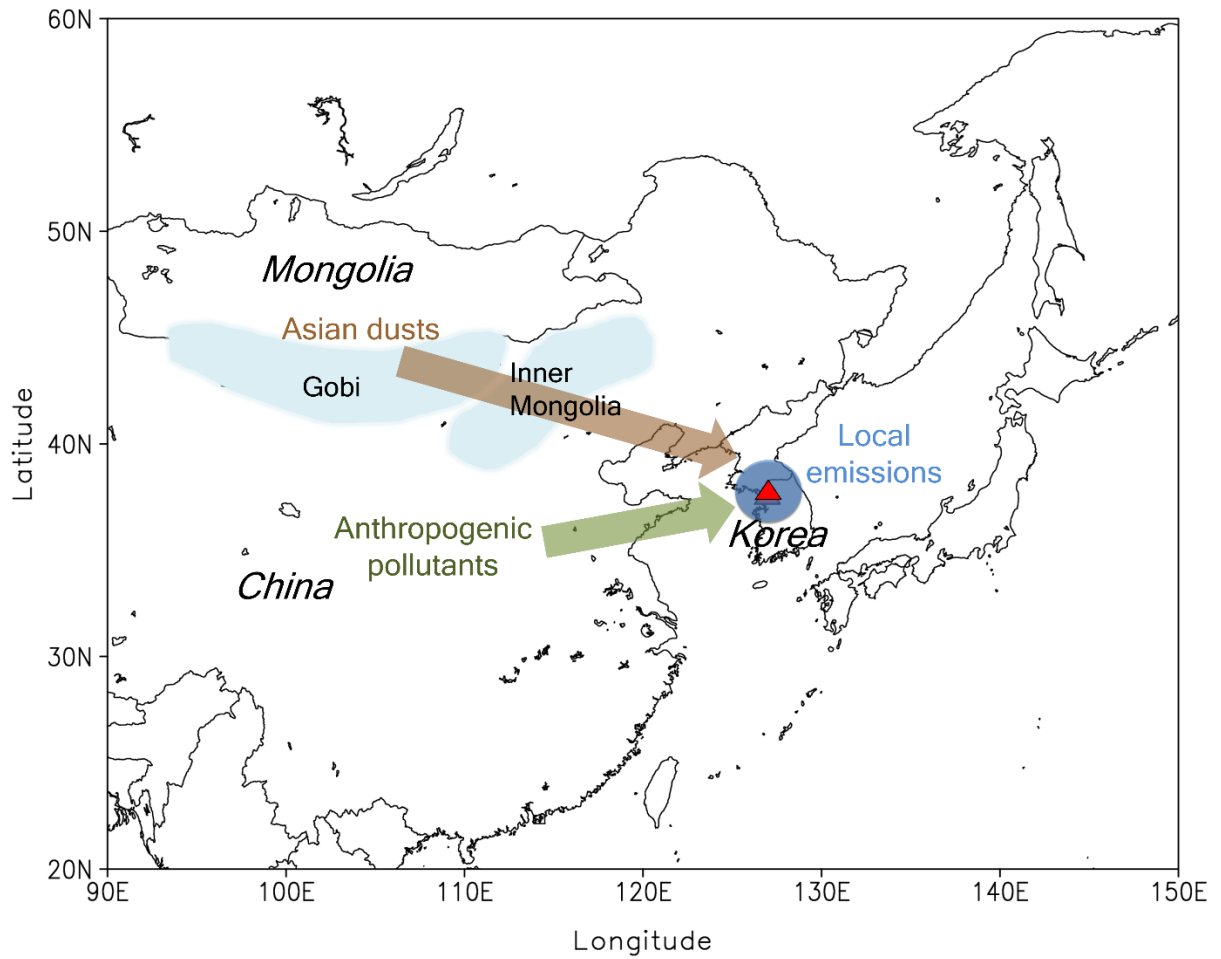 60N
50N
40N
30N
20N
Latitude
Mongolia
Asian dusts
Gobi
Inner
Mongolia
Local
emissions
Anthropogenic
pollutants
Korea
China
90E
100E
110E
120E
130E
140E
150E
Longitude